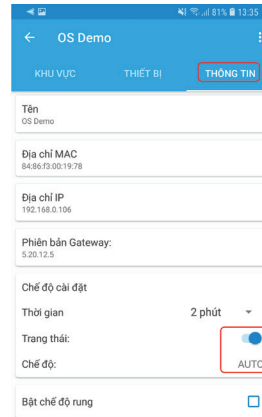 81% 13:35
OS Demo
KHU VỰC THIẾT BỊ THÔNG TIN
Tên
OS Demo
Địa chỉ MAC
84:86:f3:00:19:78
Địa chỉ IP
192.168.0.106
Phiên bản Gateway:
5.20.12.5
Chế độ cài đặt
Thời gian 2 phút
Trang thái:
Chế độ: AUTO
Bật chế độ rung